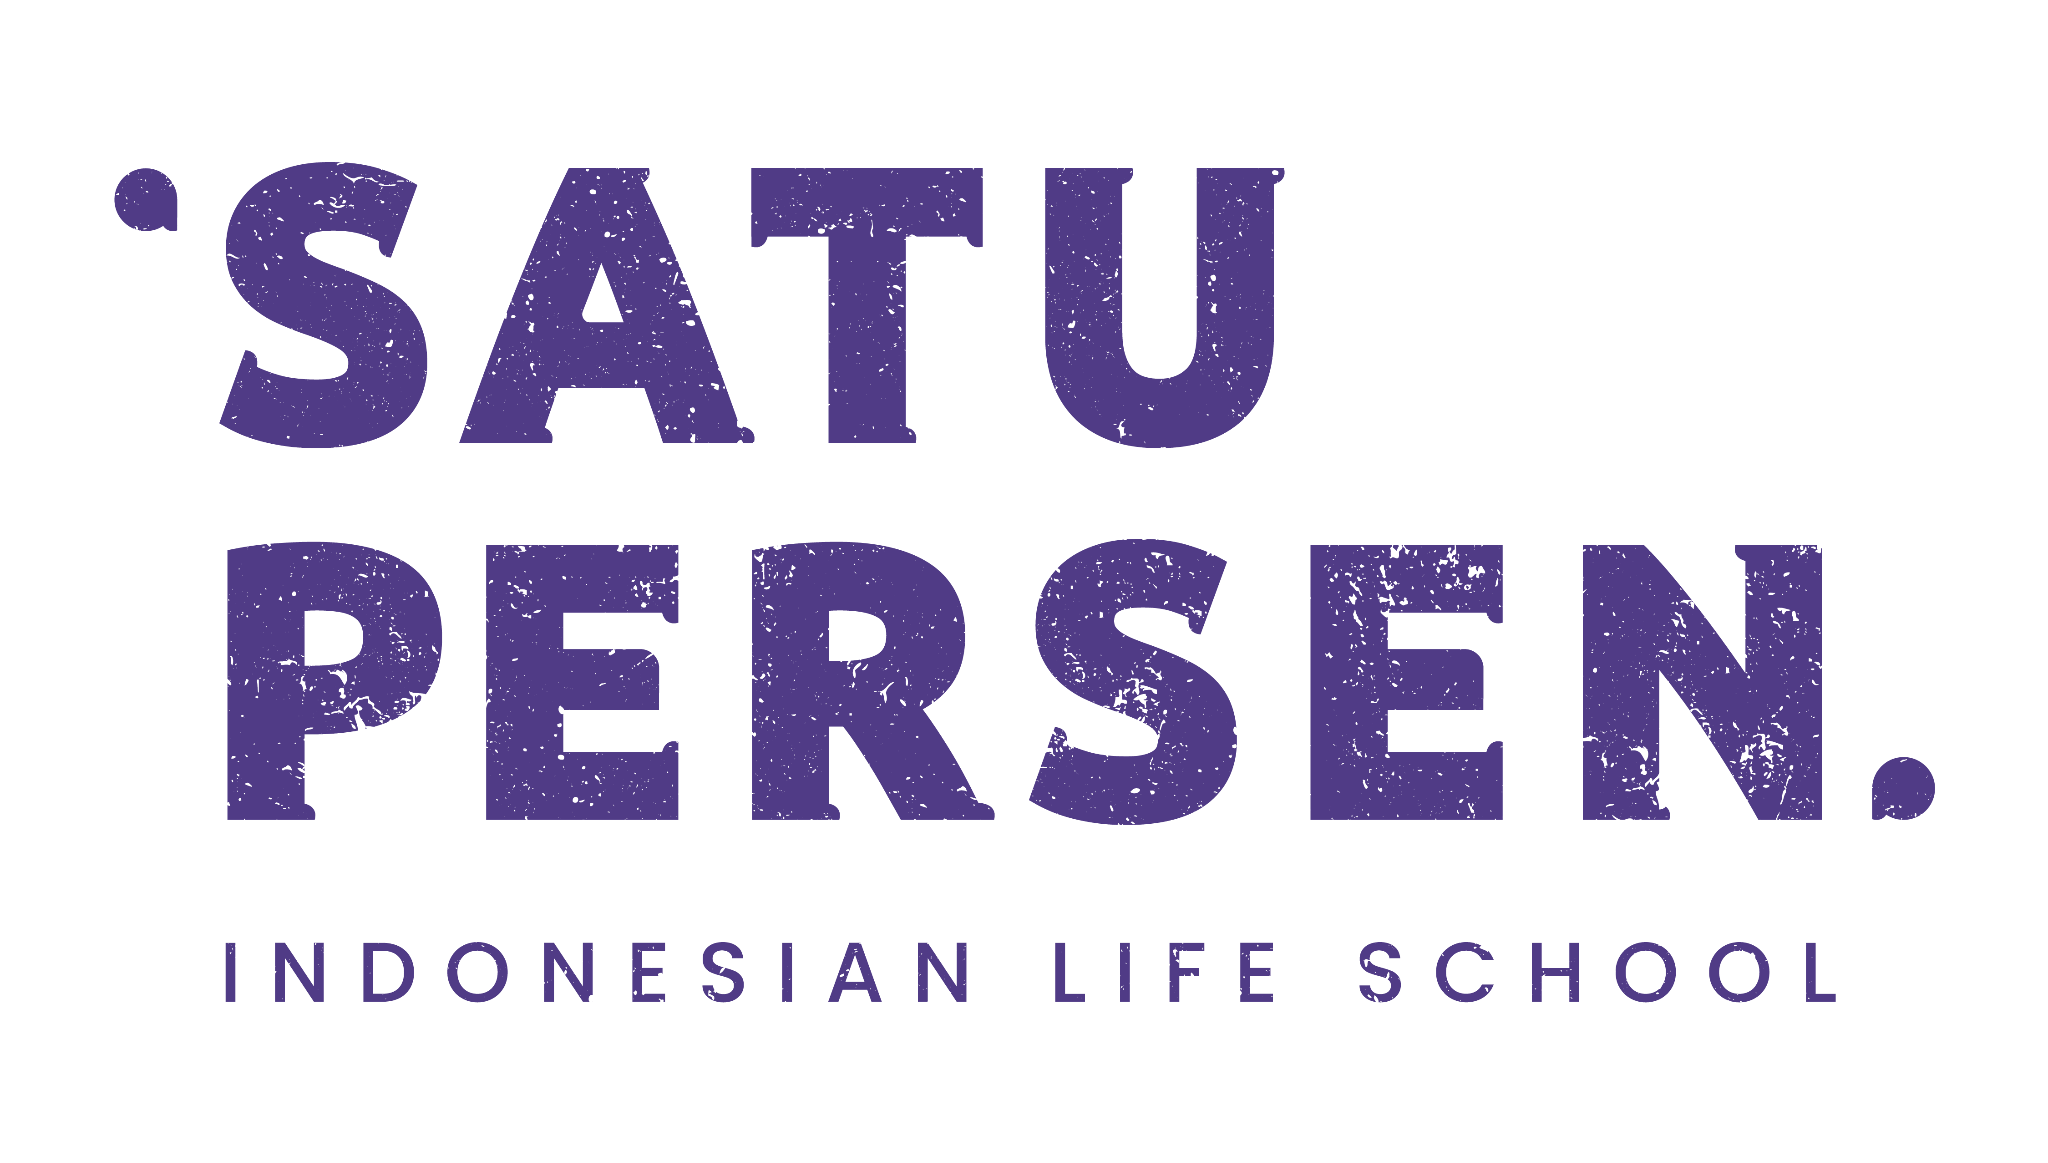 'SATU
PERSEN.
INDONESIAN LIFE SCHOOL